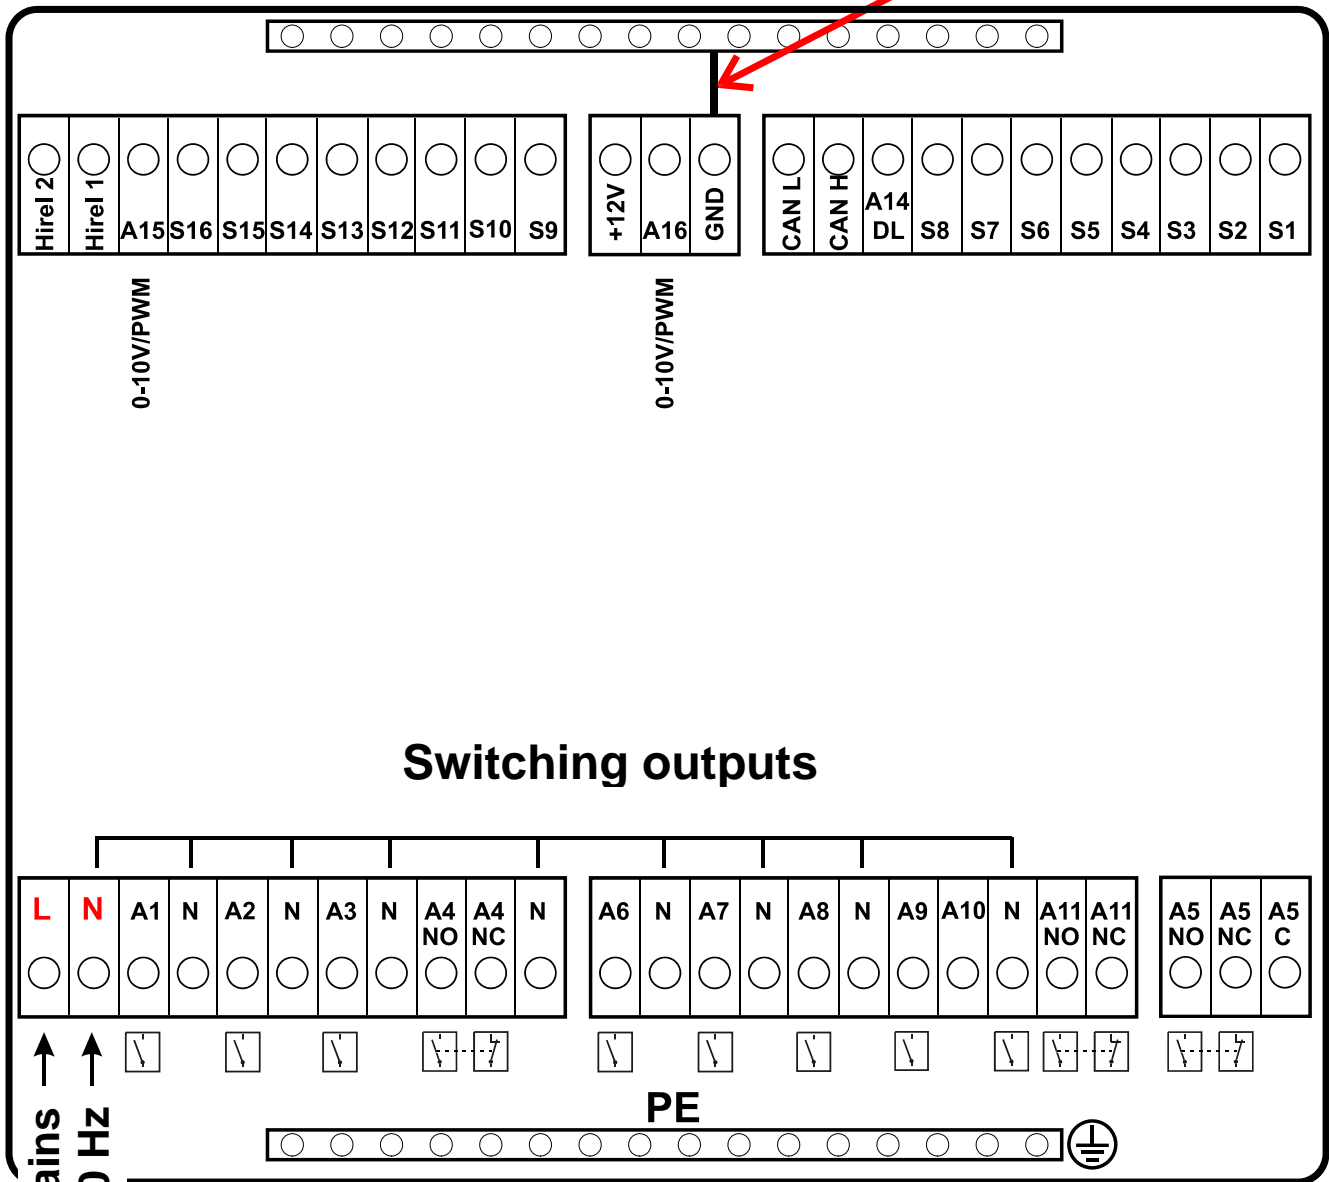 Hirel 2 Hirel 1 A15 S16 S15 S14 S13 S12 S11 S10 S9
+12V A16 GND
CAN L CAN H A14 DL S8 S7 S6 S5 S4 S3 S2 S1
0-10V/PWM
0-10V/PWM
Switching outputs
L N A1 N A2 N A3 N A4 NO A4 NC N
A6 N A7 N A8 N A9 A10 N A11 NO A11 NC
A5 NO A5 NC A5 C
PE